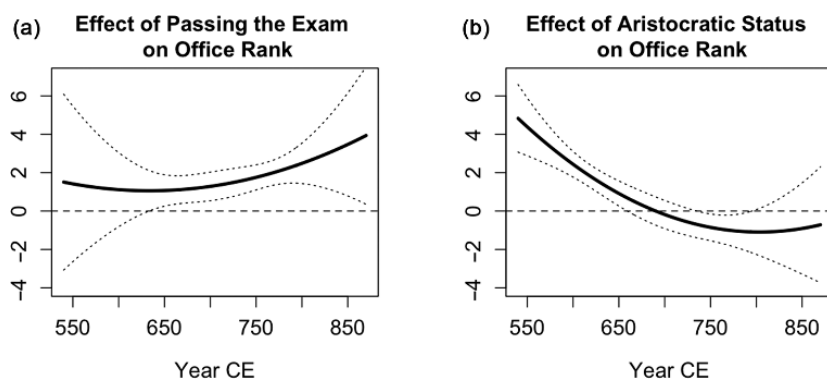 (a) Effect of Passing the Exam
on Office Rank
6
4
2
0
-2
-4
550 650 750 850
Year CE
(b) Effect of Aristocratic Status
on Office Rank
6
4
2
0
-2
-4
550 650 750 850
Year CE